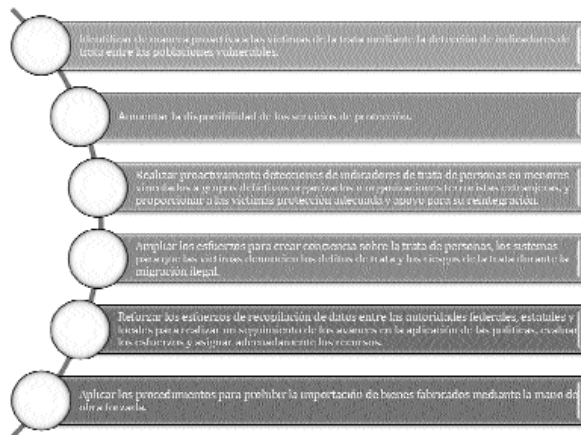 Identificar de manera proactiva a las víctimas de la trata mediante la detección de indicadores de
trata entre las poblaciones vulnerables.
Aumentar la disponibilidad de los servicios de protección.
Realizar proactivamente detecciones de indicadores de trata de personas en menores
vinculados a grupos delictivos organizados u organizaciones terroristas extranjeras, y
proporcionar a las víctimas protección adecuada y apoyo para su reintegración.
Ampliar los esfuerzos para crear conciencia sobre la trata de personas, los sistemas
para que las víctimas denuncien los delitos de trata y los riesgos de la trata durante la
migración ilegal.
Reforzar los esfuerzos de recopilación de datos entre las autoridades federales, estatales y
locales para realizar un seguimiento de los avances en la aplicación de las políticas, evaluar
los esfuerzos y asignar adecuadamente los recursos.
Aplicar los procedimientos para prohibir la importación de bienes fabricados mediante la mano de
obra forzada.